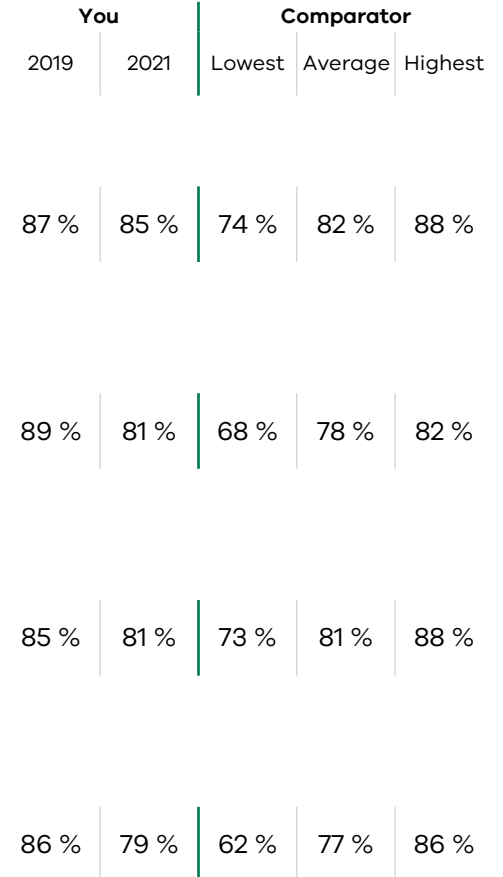 You Comparator
2019 2021 Lowest Average Highest
87 % 85 % 74 % 82 % 88 %
89 % 81 % 68 % 78 % 82 %
85 % 81 % 73 % 81 % 88 %
86 % 79 % 62 % 77 % 86 %